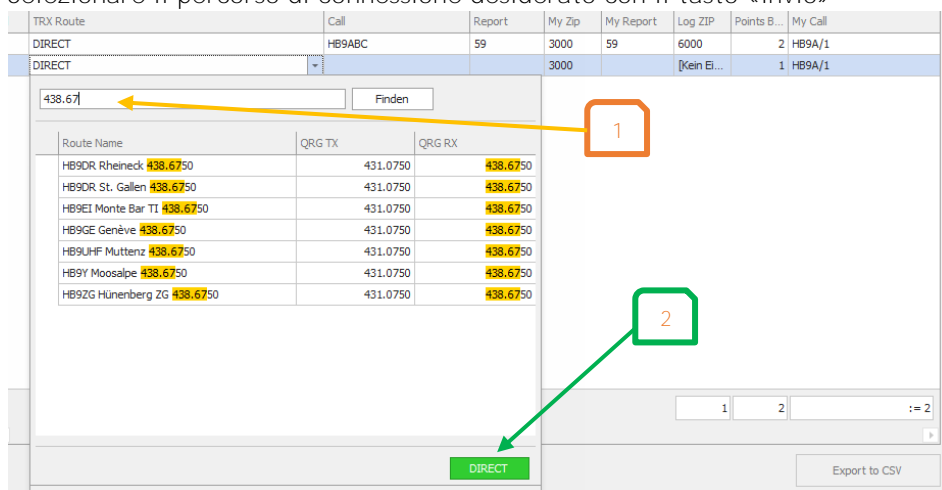 selezionare il percorso di connessione desiderato con il tasto «Invio»
TRX Route Call Report My Zip My Report Log ZIP Points B... My Call
DIRECT HB9ABC 59 3000 59 6000 2 HB9A/1
DIRECT 3000 [Kein Ei... 1 HB9A/1
438.67 Finden
1
Route Name QRG TX QRG RX
HB9DR Rheineck 438.6750 431.0750 438.6750
HB9DR St. Gallen 438.6750 431.0750 438.6750
HB9EI Monte Bar TI 438.6750 431.0750 438.6750
HB9GE Genève 438.6750 431.0750 438.6750
HB9UHF Muttenz 438.6750 431.0750 438.6750
HB9Y Moosalpe 438.6750 431.0750 438.6750
HB9ZG Hünenberg ZG 438.6750 431.0750 438.6750
2
1 2 := 2
DIRECT Export to CSV